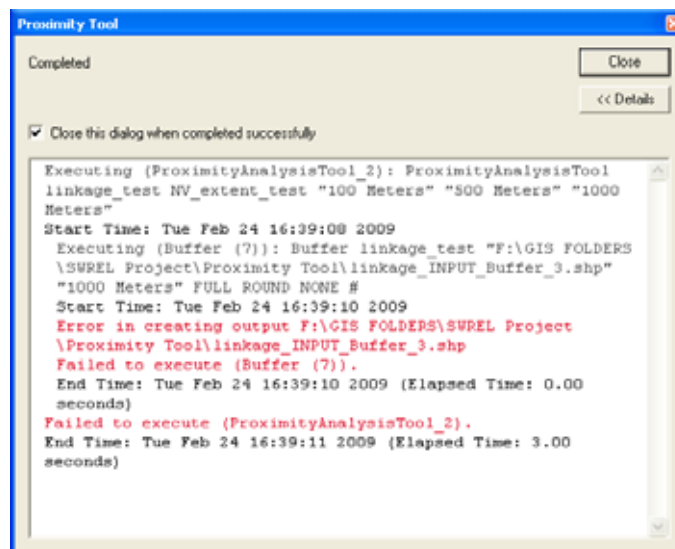 Proximity Tool
Completed
Close
<< Details
Close this dialog when completed successfully
Executing (ProximityAnalysisTool_2): ProximityAnalysisTool
linkage_test NV_extent_test "100 Meters" "500 Meters" "1000
Meters"
Start Time: Tue Feb 24 16:39:08 2009
Executing (Buffer (7)): Buffer linkage_test "F:\GIS FOLDERS
\SWREL Project\Proximity Tool\linkage_INPUT_Buffer_3.shp"
"1000 Meters" FULL ROUND NONE #
Start Time: Tue Feb 24 16:39:10 2009
Error in creating output F:\GIS FOLDERS\SWREL Project
\Proximity Tool\linkage_INPUT_Buffer_3.shp
Failed to execute (Buffer (7)).
End Time: Tue Feb 24 16:39:10 2009 (Elapsed Time: 0.00
seconds)
Failed to execute (ProximityAnalysisTool_2).
End Time: Tue Feb 24 16:39:11 2009 (Elapsed Time: 3.00
seconds)